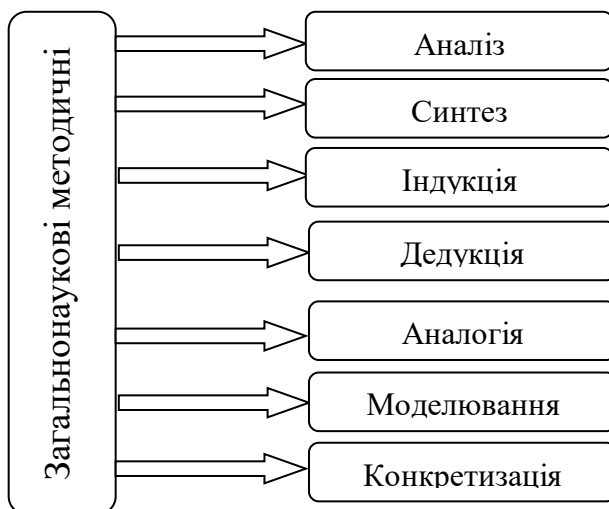 Загальнонаукові методичні
Аналіз
Синтез
Індукція
Дедукція
Аналогія
Моделювання
Конкретизація